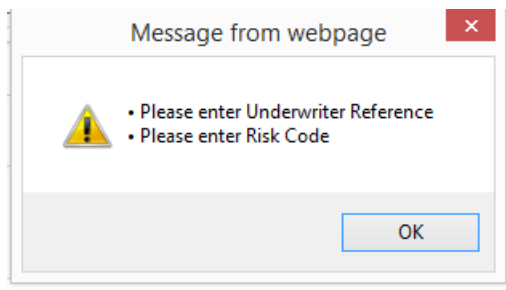 Message from webpage
• Please enter Underwriter Reference
• Please enter Risk Code
OK